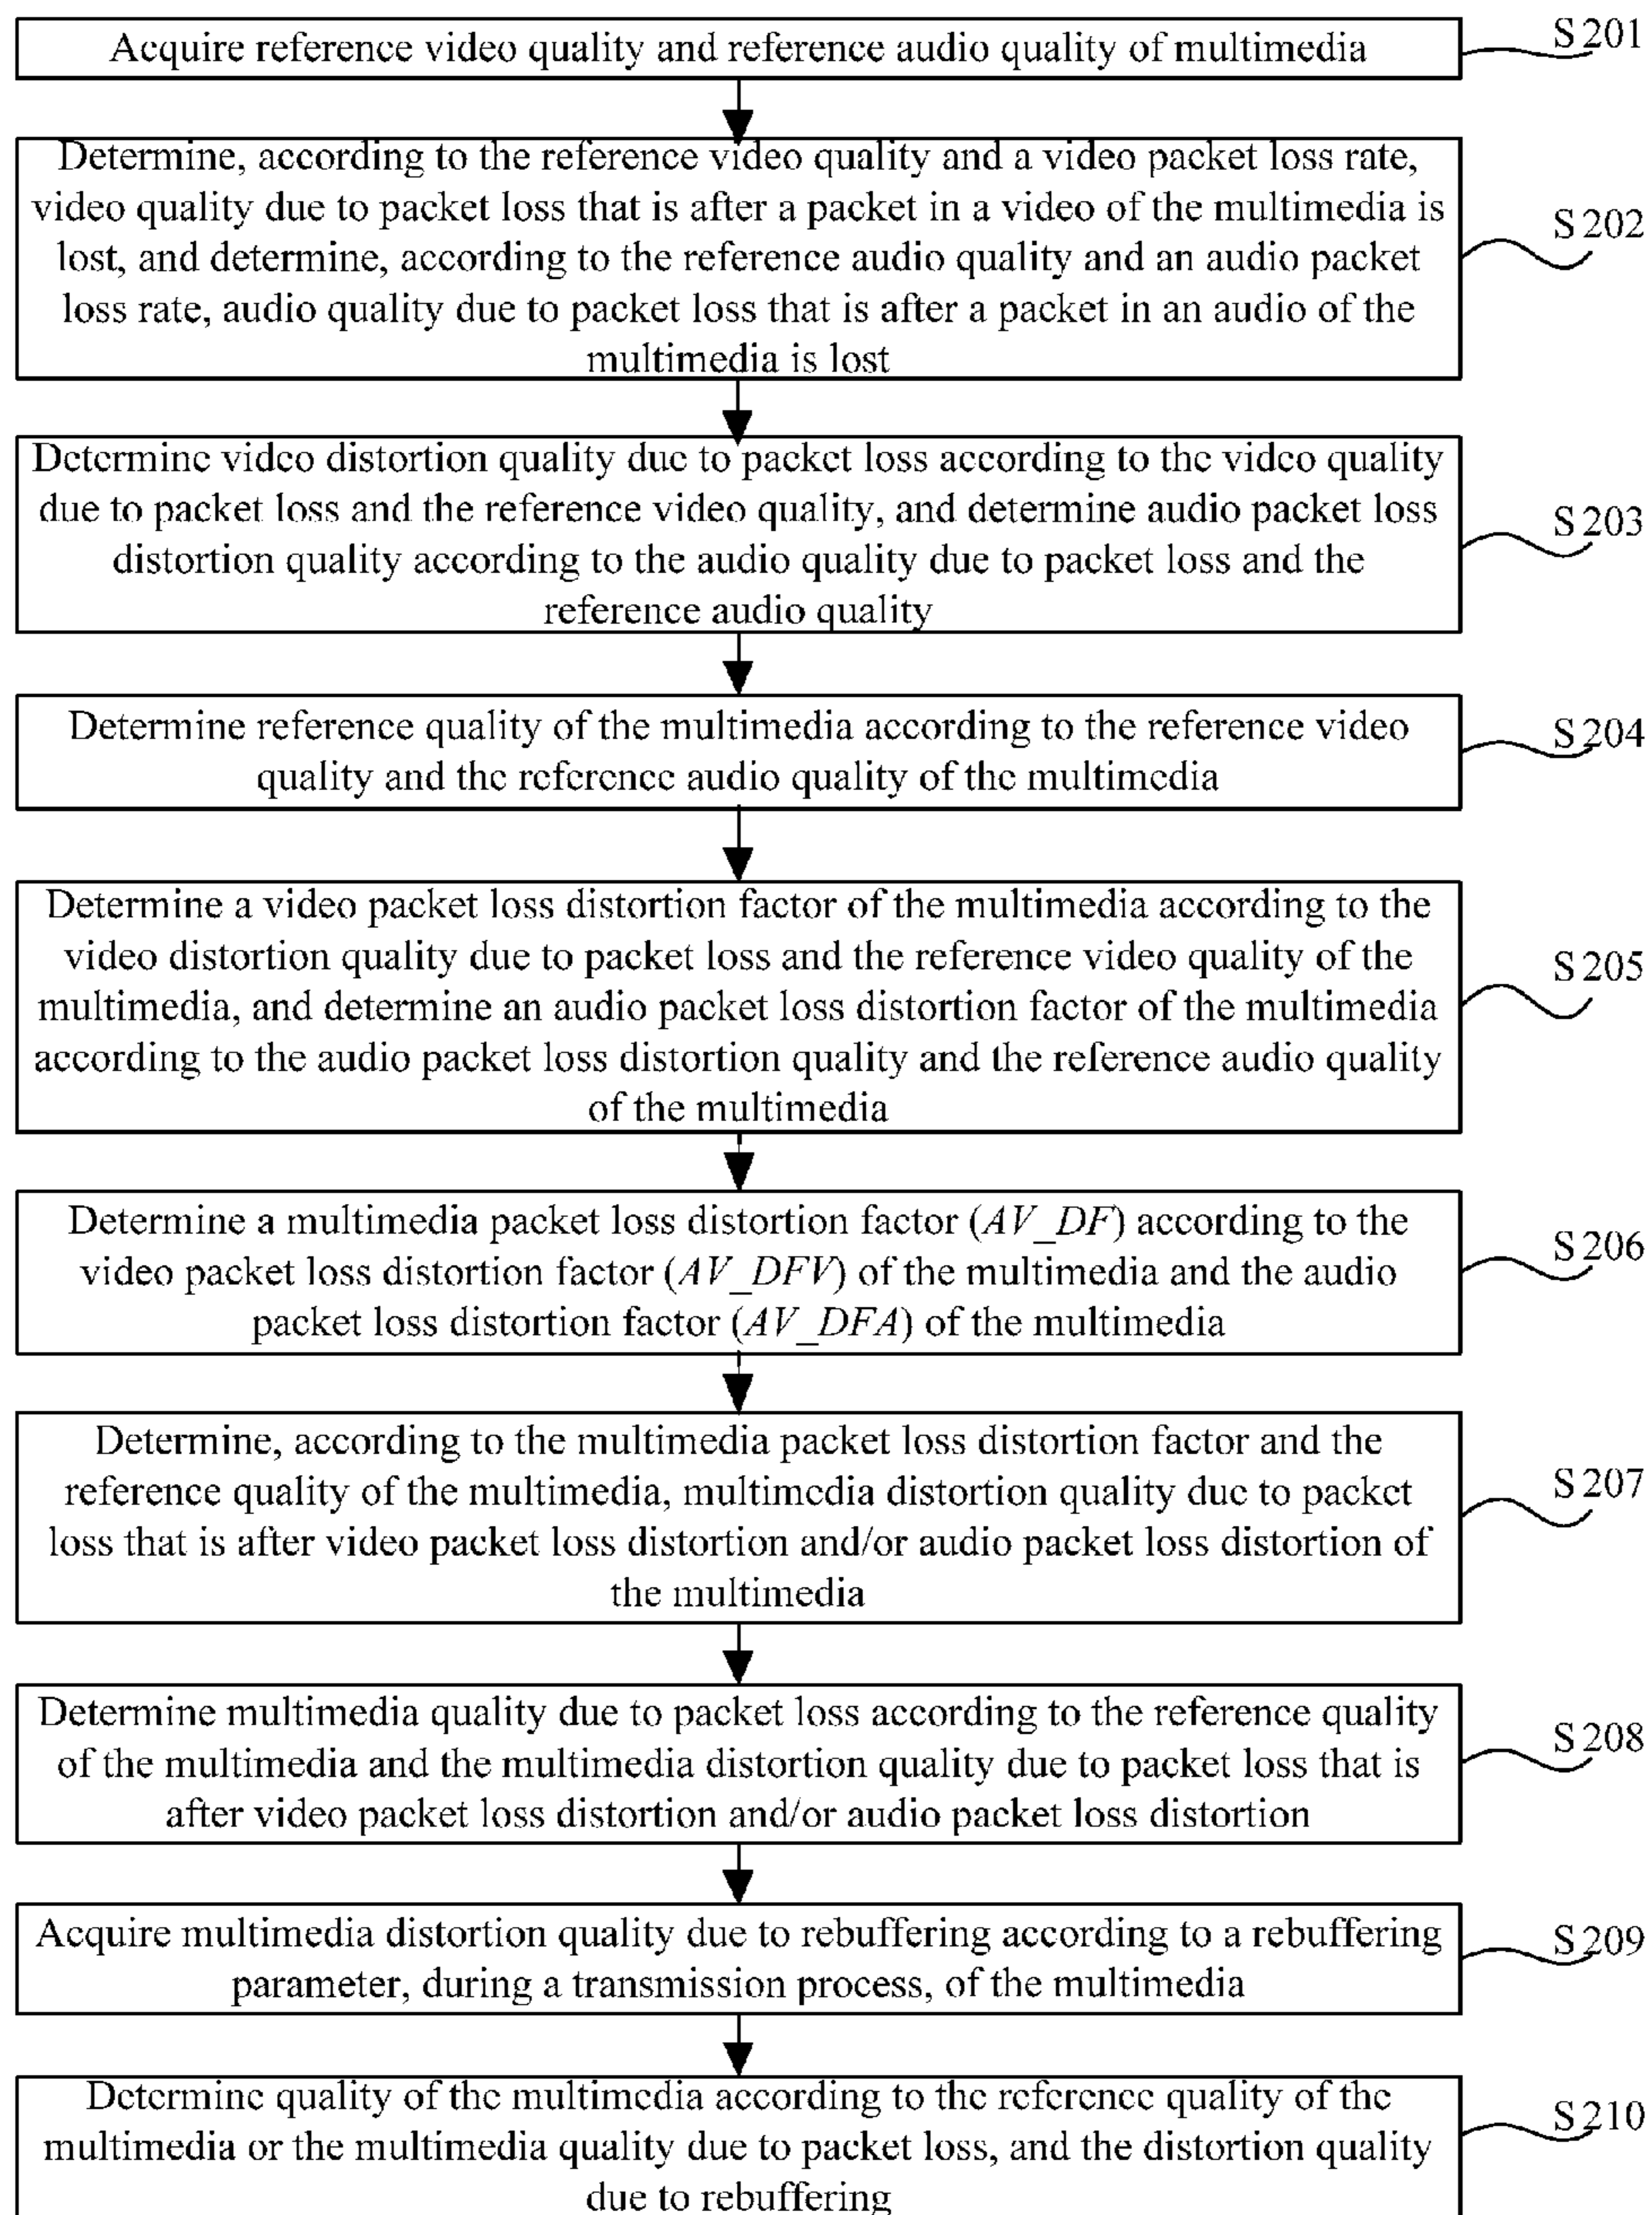 Acquire reference video quality and reference audio quality of multimedia
S201
Determine, according to the reference video quality and a video packet loss rate,
video quality due to packet loss that is after a packet in a video of the multimedia is
lost, and determine, according to the reference audio quality and an audio packet
loss rate, audio quality due to packet loss that is after a packet in an audio of the
multimedia is lost
S202
Determine video distortion quality due to packet loss according to the video quality
due to packet loss and the reference video quality, and determine audio packet loss
distortion quality according to the audio quality due to packet loss and the
reference audio quality
S203
Determine reference quality of the multimedia according to the reference video
quality and the reference audio quality of the multimedia
S204
Determine a video packet loss distortion factor of the multimedia according to the
video distortion quality due to packet loss and the reference video quality of the
multimedia, and determine an audio packet loss distortion factor of the multimedia
according to the audio packet loss distortion quality and the reference audio quality
of the multimedia
S205
Determine a multimedia packet loss distortion factor (AV_DF) according to the
video packet loss distortion factor (AV_DFV) of the multimedia and the audio
packet loss distortion factor (AV_DFA) of the multimedia
S206
Determine, according to the multimedia packet loss distortion factor and the
reference quality of the multimedia, multimedia distortion quality due to packet
loss that is after video packet loss distortion and/or audio packet loss distortion of
the multimedia
S207
Determine multimedia quality due to packet loss according to the reference quality
of the multimedia and the multimedia distortion quality due to packet loss that is
after video packet loss distortion and/or audio packet loss distortion
S208
Acquire multimedia distortion quality due to rebuffering according to a rebuffering
parameter, during a transmission process, of the multimedia
S209
Determine quality of the multimedia according to the reference quality of the
multimedia or the multimedia quality due to packet loss, and the distortion quality
due to rebuffering
S210